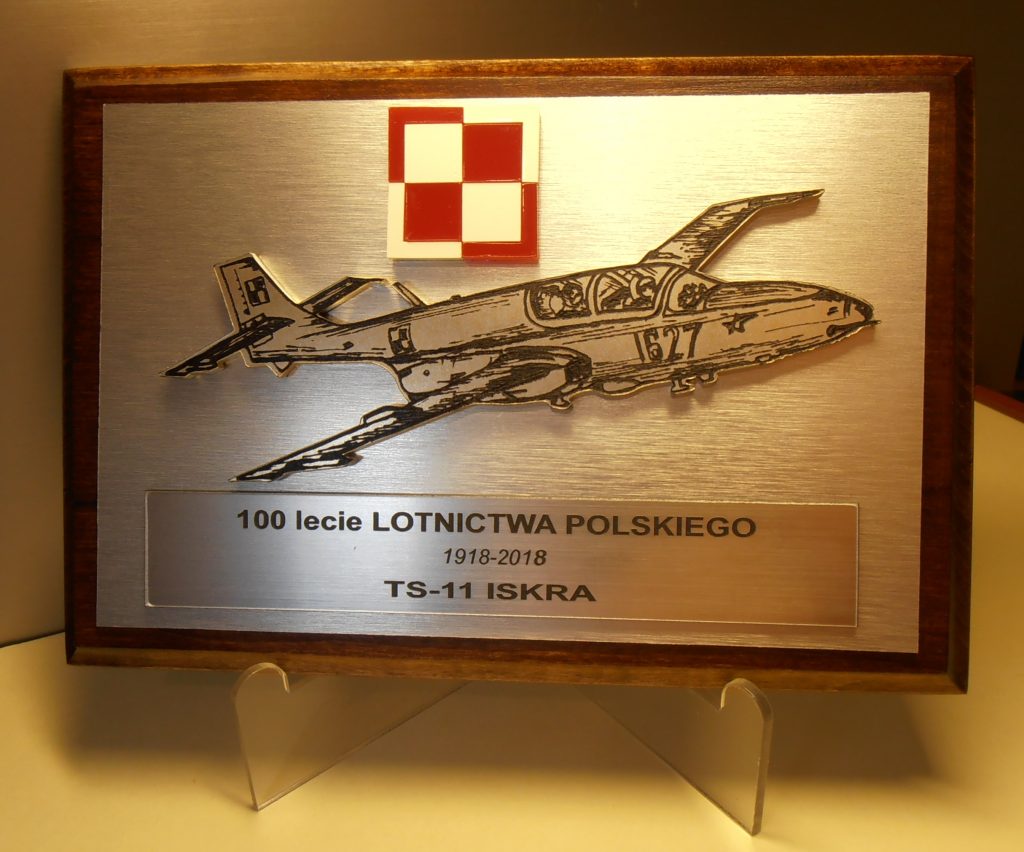 627
100 lecie LOTNICTWA POLSKIEGO
1918-2018
TS-11 ISKRA